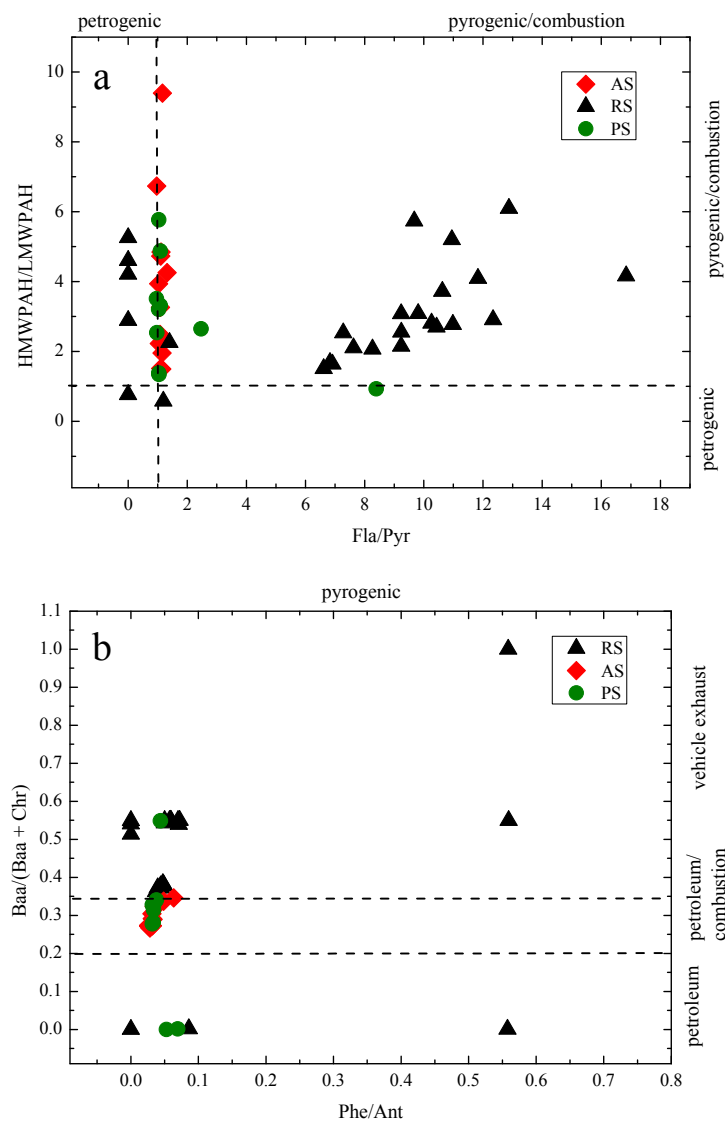 petrogenic
pyrogenic/combustion
a
AS
RS
PS
10
8
6
4
2
0
HMWPAH/LMWPAH
pyrogenic/combustion
petrogenic
0 2 4 6 8 10 12 14 16 18
Fla/Pyr
pyrogenic
b
RS
AS
PS
1.1
1.0
0.9
0.8
0.7
0.6
0.5
0.4
0.3
0.2
0.1
0.0
Baa/(Baa + Chr)
vehicle exhaust
petroleum/
combustion
petroleum
0.0 0.1 0.2 0.3 0.4 0.5 0.6 0.7 0.8
Phe/Ant